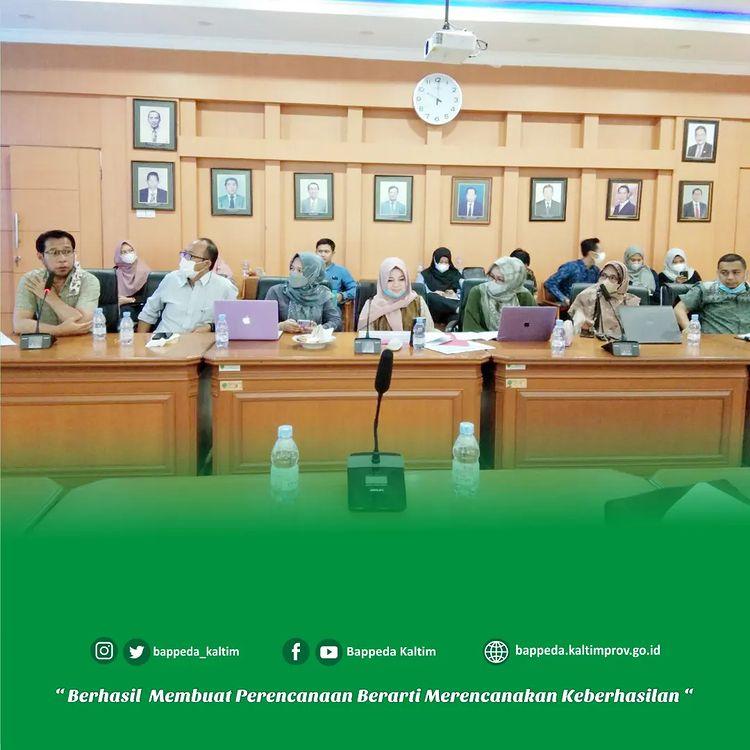 bappeda_kaltim
Bappeda Kaltim
bappeda.kaltimprov.go.id
“ Berhasil Membuat Perencanaan Berarti Merencanakan Keberhasilan “